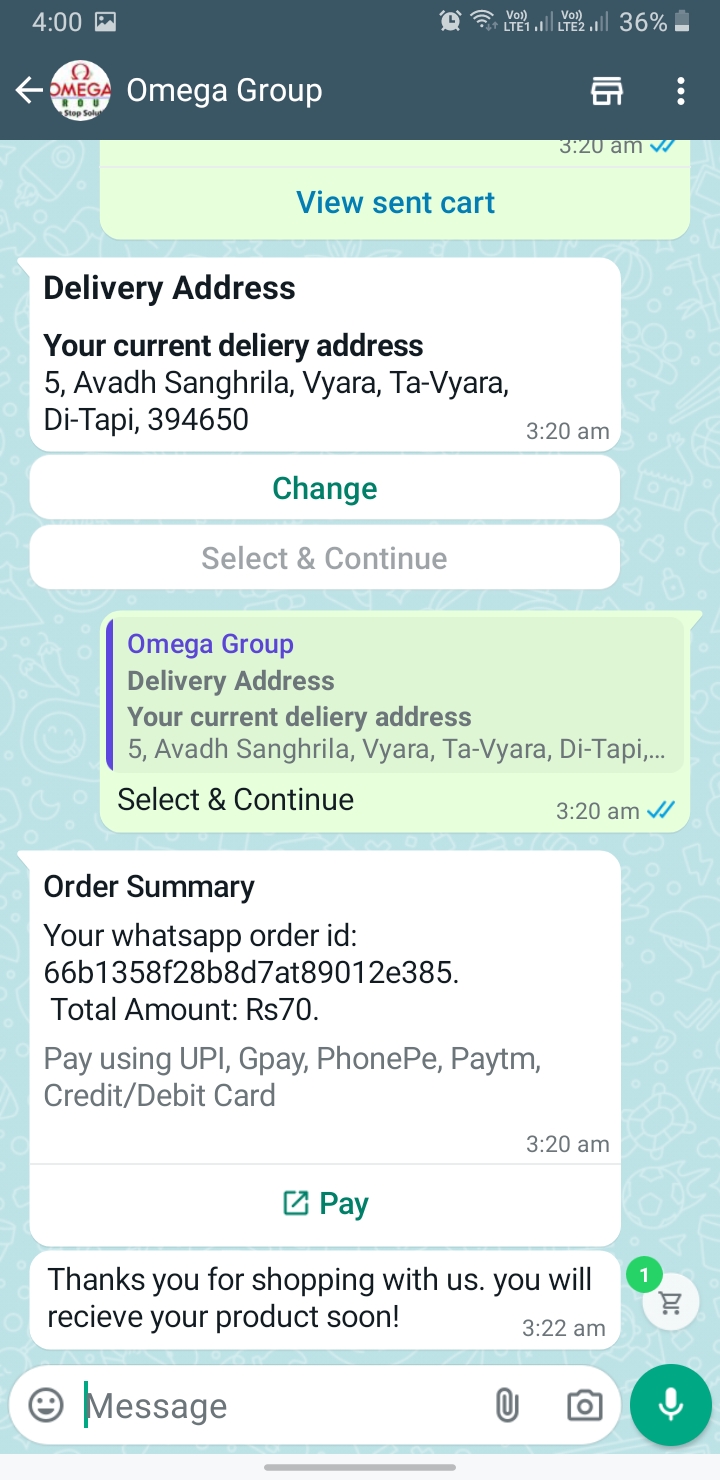 4:00 Vo) LTE1 Vo) LTE2 36%
OMEGA
Omega Group
Stop
3:20 am
View sent cart
Delivery Address
Your current deliery address
5, Avadh Sanghrila, Vyara, Ta-Vyara,
Di-Tapi, 394650
3:20 am
Change
Select & Continue
Omega Group
Delivery Address
Your current deliery address
5, Avadh Sanghrila, Vyara, Ta-Vyara, Di-Tapi,...
Select & Continue
3:20 am
Order Summary
Your whatsapp order id:
66b1358f28b8d7at89012e385.
Total Amount: Rs70.
Pay using UPI, Gpay, PhonePe, Paytm,
Credit/Debit Card
3:20 am
Pay
Thanks you for shopping with us. you will
recieve your product soon!
3:22 am
1
Message